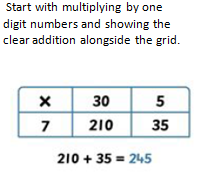 Start with multiplying by one
digit numbers and showing the
clear addition alongside the grid.
× 30 5
7 210 35
210 + 35 = 245